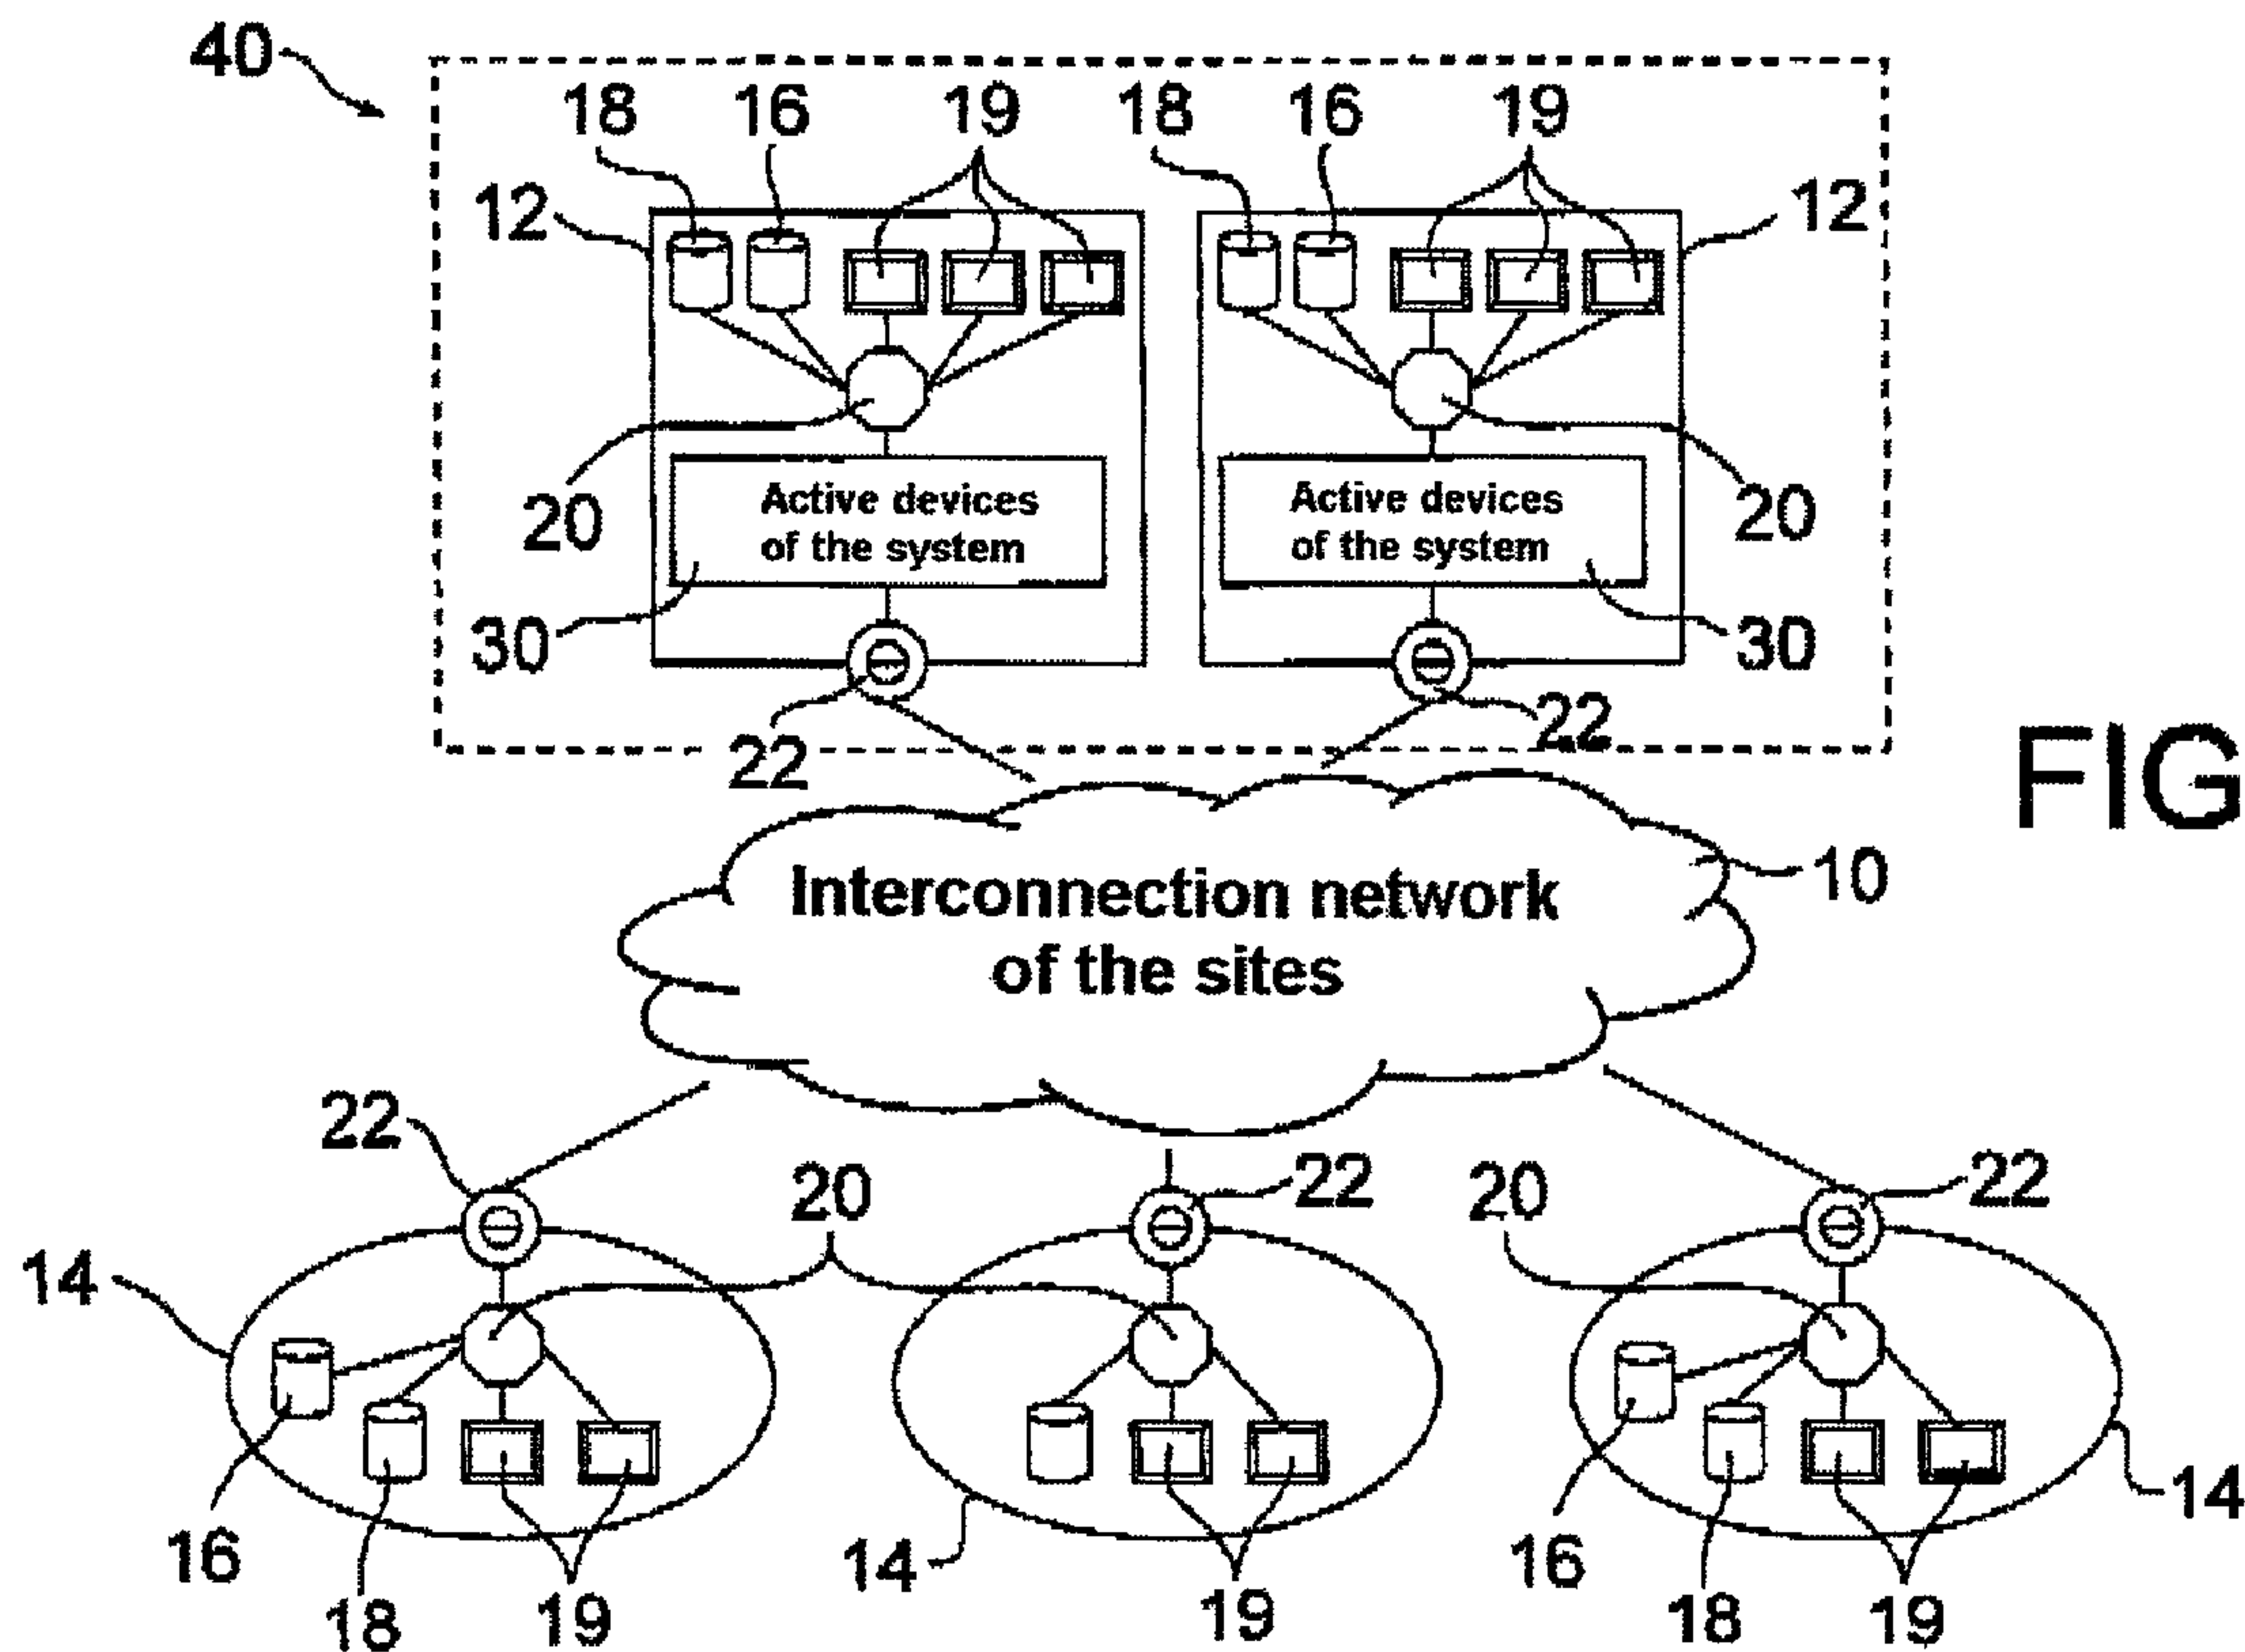 40
18 16 19 18 16 19
12 12
Active devices
of the system
Active devices
of the system
20 20
30 30
22 22
FIG
Interconnection network
of the sites
10
22 20 22 20 22
14
14
16 14 16
18 19 19 18 19